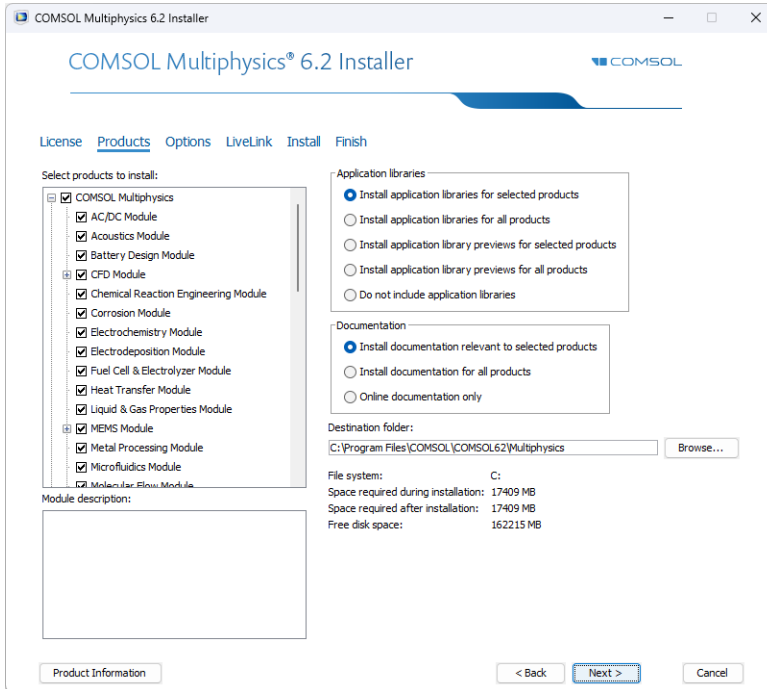 COMSOL Multiphysics 6.2 Installer
COMSOL Multiphysics® 6.2 Installer
COMSOL
License Products Options LiveLink Install Finish
Select products to install:
COMSOL Multiphysics
AC/DC Module
Acoustics Module
Battery Design Module
CFD Module
Chemical Reaction Engineering Module
Corrosion Module
Electrochemistry Module
Electrodeposition Module
Fuel Cell & Electrolyzer Module
Heat Transfer Module
Liquid & Gas Properties Module
MEMS Module
Metal Processing Module
Microfluidics Module
Molecular Flow Module
Module description:
Application libraries
Install application libraries for selected products
Install application libraries for all products
Install application library previews for selected products
Install application library previews for all products
Do not include application libraries
Documentation
Install documentation relevant to selected products
Install documentation for all products
Online documentation only
Destination folder:
C:\Program Files\COMSOL\COMSOL62\Multiphysics
Browse...
File system: C:
Space required during installation: 17409 MB
Space required after installation: 17409 MB
Free disk space: 162215 MB
Product Information
< Back
Next >
Cancel